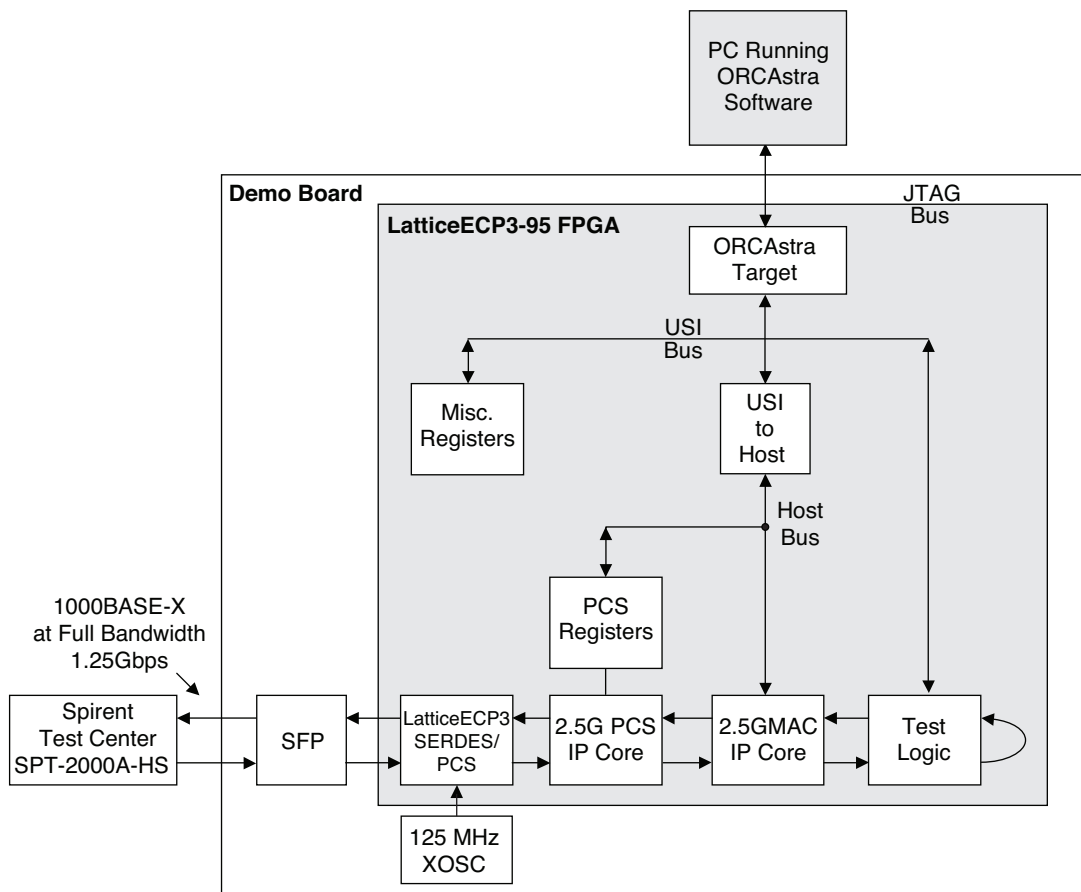 PC Running
ORCAstra
Software
Demo Board
JTAG
Bus
LatticeECP3-95 FPGA
ORCAstra
Target
USI
Bus
Misc.
Registers
USI
to
Host
Host
Bus
PCS
Registers
1000BASE-X
at Full Bandwidth
1.25Gbps
Spirent
Test Center
SPT-2000A-HS
SFP
LatticeECP3
SERDES/
PCS
2.5G PCS
IP Core
2.5GMAC
IP Core
Test
Logic
125 MHz
XOSC